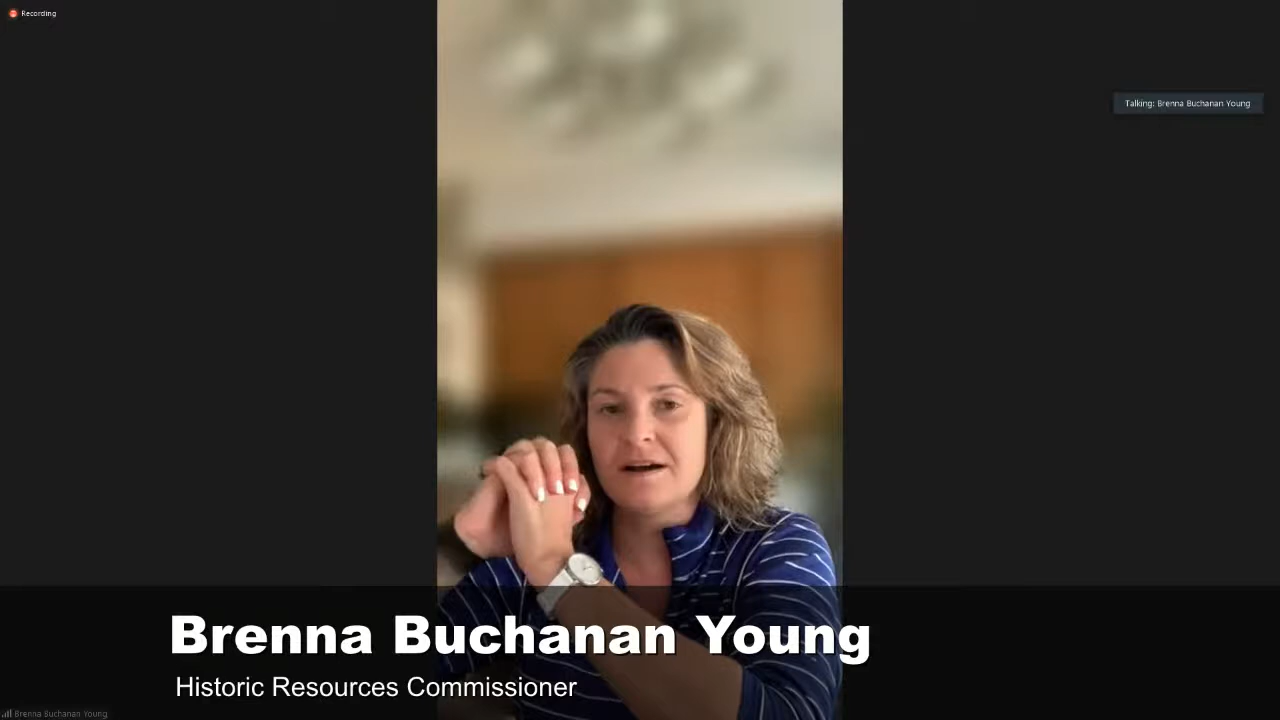 Recording
Talking: Brenna Buchanan Young
Brenna Buchanan Young
Historic Resources Commissioner
Brenna Buchanan Young